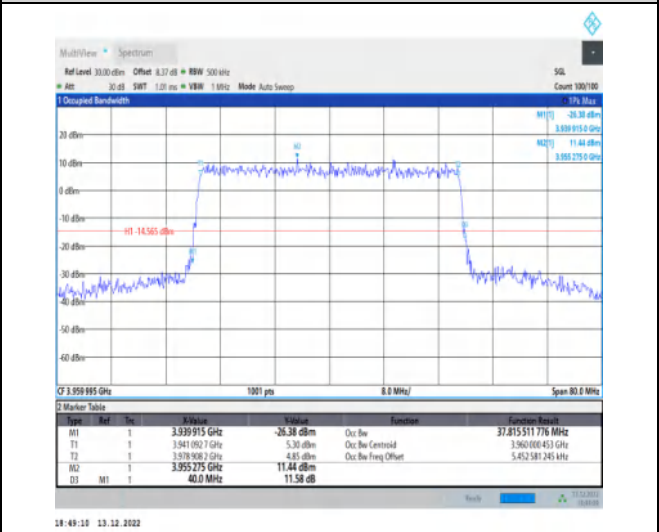 MultiView Spectrum
Ref Level 30.00 dBm Offset 8.37 dB RBW 500 kHz SGL
Att 30 dB SWT 1.01 ms VBW 1 MHz Mode Auto Sweep Count 100/100
1 Occupied Bandwidth 1Pk Max
M1[1] -26.38 dBm
3.939 915 0 GHz
M2[1] 11.44 dBm
3.955 275 0 GHz
20 dBm
10 dBm
0 dBm
-10 dBm
H1 -14.565 dBm
-20 dBm
-30 dBm
-40 dBm
-50 dBm
-60 dBm
CF 3.959 995 GHz 1001 pts 8.0 MHz/ Span 80.0 MHz
2 Marker Table
Type Ref Trc X-Value Y-Value Function Function Result
M1 1 3.939 915 GHz -26.38 dBm Occ Bw 37.815 511 776 MHz
T1 1 3.941 092 7 GHz 5.30 dBm Occ Bw Centroid 3.960 000 453 GHz
T2 1 3.978 908 2 GHz 4.85 dBm Occ Bw Freq Offset 5.452 581 245 kHz
M2 1 3.955 275 GHz 11.44 dBm
D3 M1 1 40.0 MHz 11.58 dB
Ready 13.12.2022
18:49:10 13.12.2022